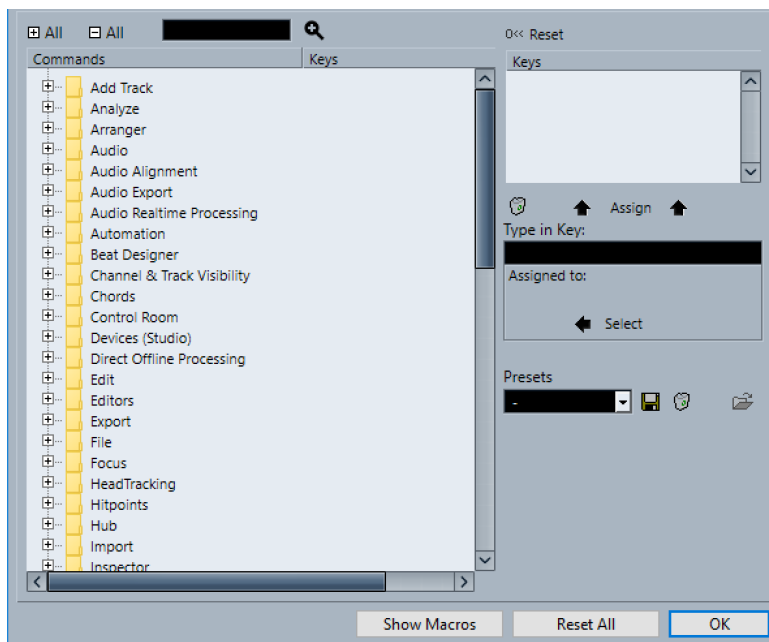 All All
Commands Keys
Add Track
Analyze
Arranger
Audio
Audio Alignment
Audio Export
Audio Realtime Processing
Automation
Beat Designer
Channel & Track Visibility
Chords
Control Room
Devices (Studio)
Direct Offline Processing
Edit
Editors
Export
File
Focus
HeadTracking
Hitpoints
Hub
Import
Inspector
0<< Reset
Keys
Assign
Type in Key:
Assigned to:
Select
Presets
-
Show Macros Reset All OK